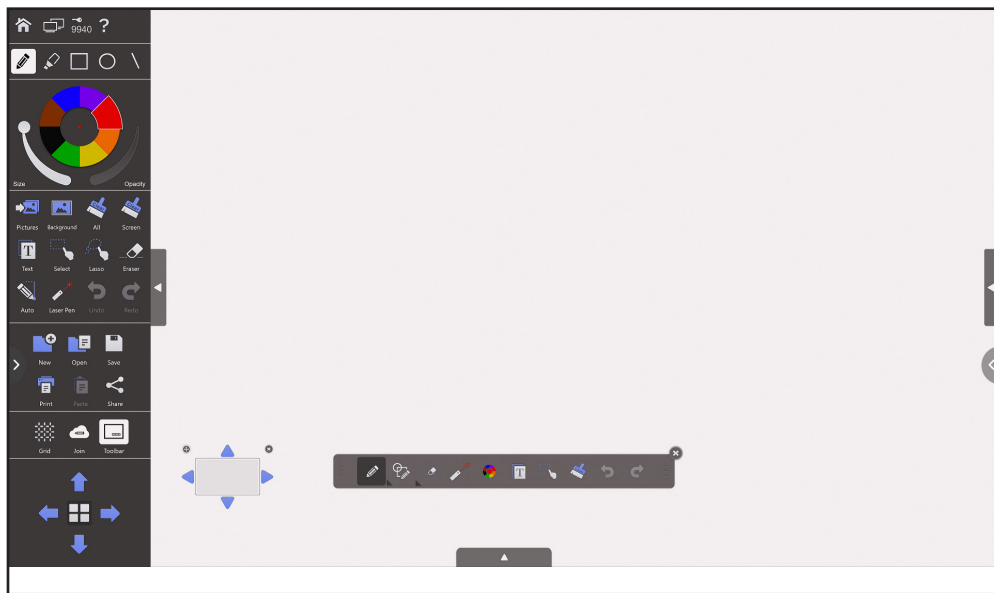 9940 ?
Size Opacity
Pictures Background All Screen
T
Text Select Lasso Eraser
Auto Laser Pen Undo Redo
New Open Save
Print Paste Share
Grid Join Toolbar
T